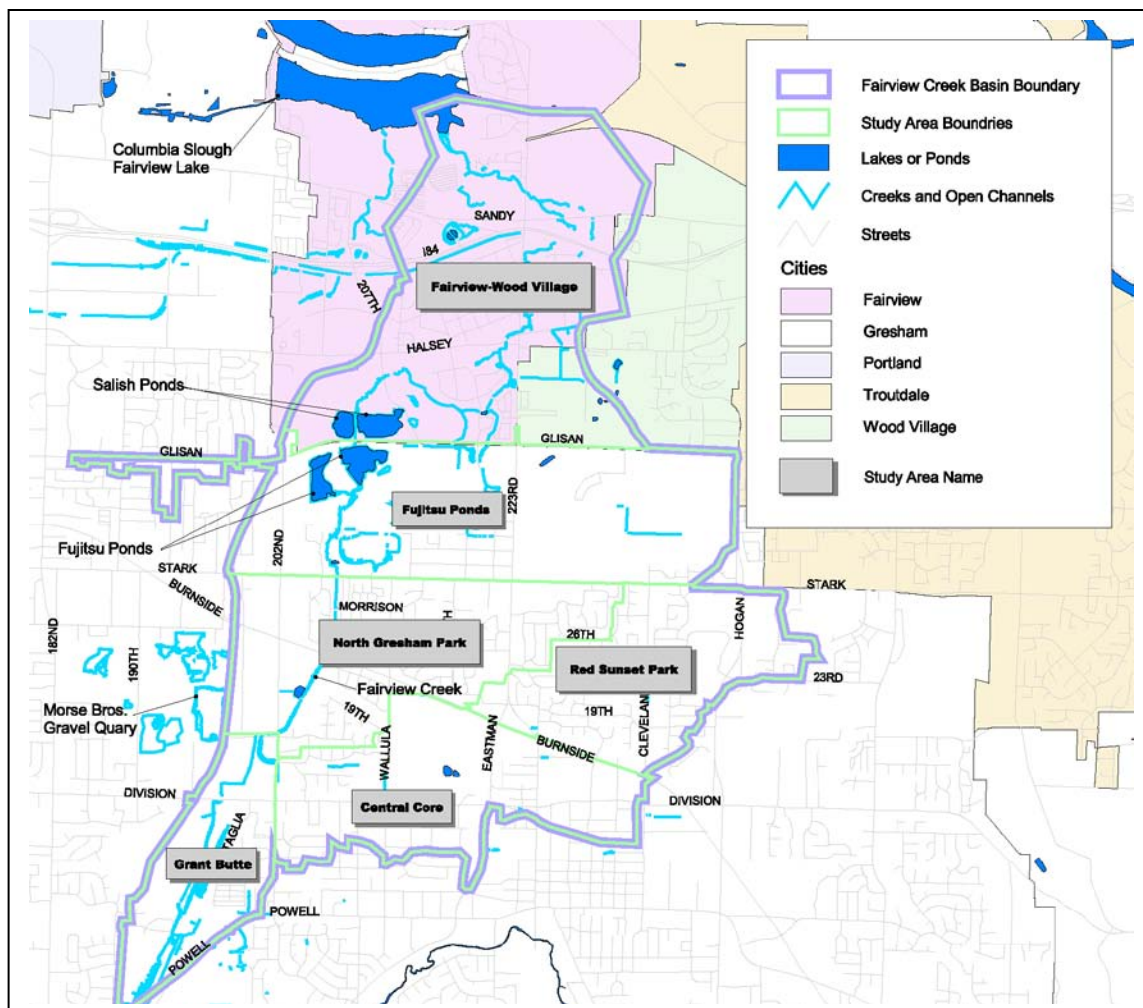 Fairview Creek Basin Boundary
Study Area Boundries
Lakes or Ponds
Creeks and Open Channels
Streets
Cities
Fairview
Gresham
Portland
Troutdale
Wood Village
Study Area Name
Columbia Slough
Fairview Lake
SANDY
I84
207TH
Fairview-Wood Village
HALSEY
Salish Ponds
GLISAN
GLISAN
Fujitsu Ponds
223RD
Fujitsu Ponds
202ND
STARK
STARK
BURNSIDE
MORRISON
TH
HOGAN
182ND
190TH
North Gresham Park
26TH
Red Sunset Park
23RD
Fairview Creek
Morse Bros.
Gravel Quary
19TH
19TH
CLEVELAN
WALLULA
EASTMAN
BURNSIDE
DIVISION
DIVISION
Central Core
TAGLIA
Grant Butte
POWELL
POWELL